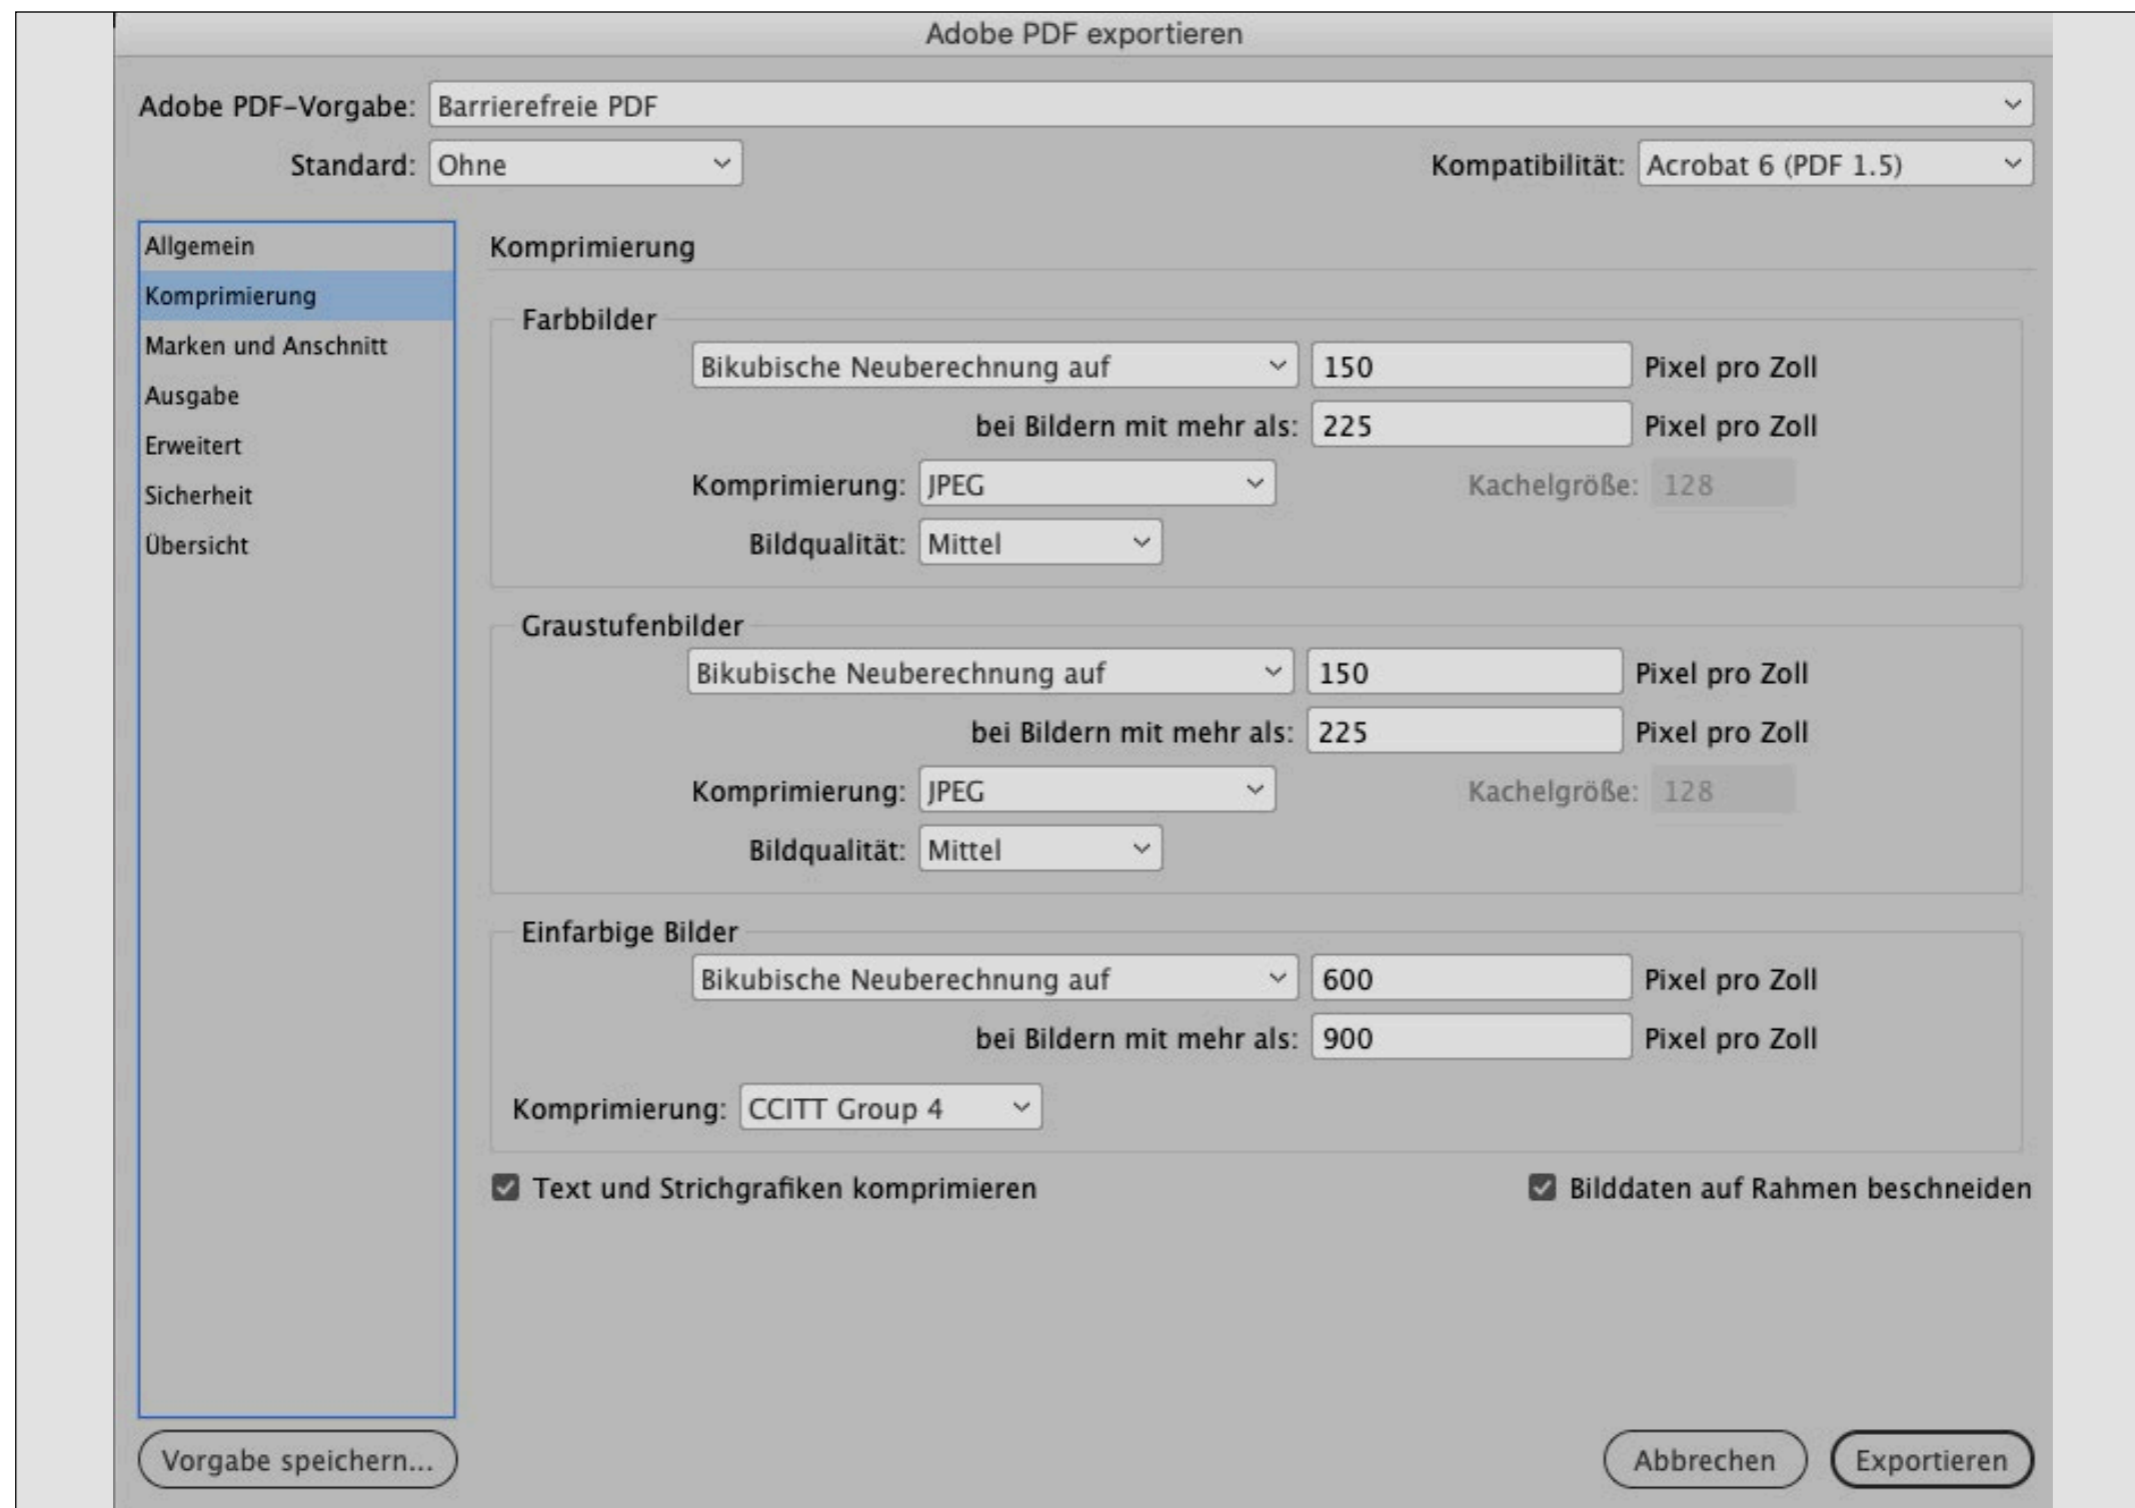 Adobe PDF exportieren
Adobe PDF-Vorgabe: Barrierefreie PDF
Standard: Ohne Kompatibilität: Acrobat 6 (PDF 1.5)
Allgemein
Komprimierung
Marken und Anschnitt
Ausgabe
Erweitert
Sicherheit
Übersicht
Komprimierung
Farbbilder
Bikubische Neuberechnung auf 150 Pixel pro Zoll
bei Bildern mit mehr als: 225 Pixel pro Zoll
Komprimierung: JPEG Kachelgröße: 128
Bildqualität: Mittel
Graustufenbilder
Bikubische Neuberechnung auf 150 Pixel pro Zoll
bei Bildern mit mehr als: 225 Pixel pro Zoll
Komprimierung: JPEG Kachelgröße: 128
Bildqualität: Mittel
Einfarbige Bilder
Bikubische Neuberechnung auf 600 Pixel pro Zoll
bei Bildern mit mehr als: 900 Pixel pro Zoll
Komprimierung: CCITT Group 4
Text und Strichgrafiken komprimieren Bilddaten auf Rahmen beschneiden
Vorgabe speichern... Abbrechen Exportieren